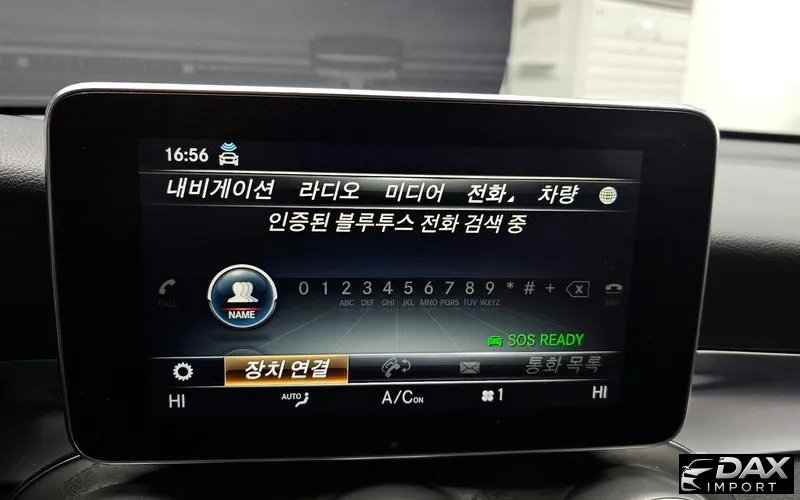 16:56
내비게이션 라디오 미디어 전화 차량
인증된 블루투스 전화 검색 중
CALL NAME 0 1 2 3 4 5 6 7 8 9 * # + END
ABC DEF GHI JKL MNO PQRS TUV WXYZ
SOS READY
장치 연결 통화 목록
HI AUTO A/C ON 1 HI
DAX
IMPORT